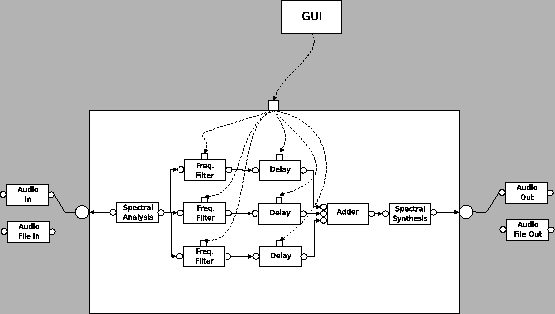 GUI
Freq.
Filter
Delay
Audio
In
Spectral
Analysis
Freq.
Filter
Delay
Adder
Spectral
Synthesis
Audio
Out
Audio
File In
Audio
File Out
Freq.
Filter
Delay